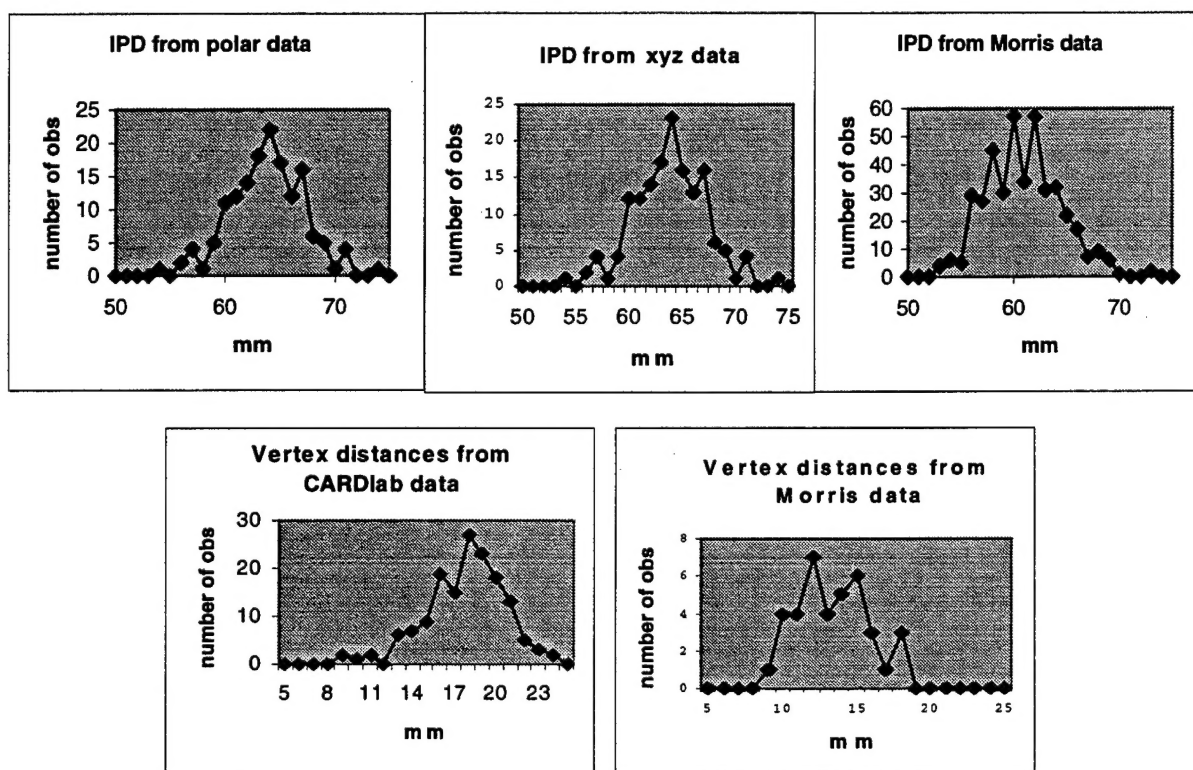 IPD from polar data
25
20
15
10
5
0
number of obs
50 60 70
mm
IPD from xyz data
25
20
15
10
5
0
number of obs
50 55 60 65 70 75
m m
IPD from Morris data
60
50
40
30
20
10
0
number of obs
50 60 70
mm
Vertex distances from
CARDlab data
30
20
10
0
number of obs
5 8 11 14 17 20 23
m m
Vertex distances from
Morris data
8
6
4
2
0
number of obs
5 10 15 20 25
m m